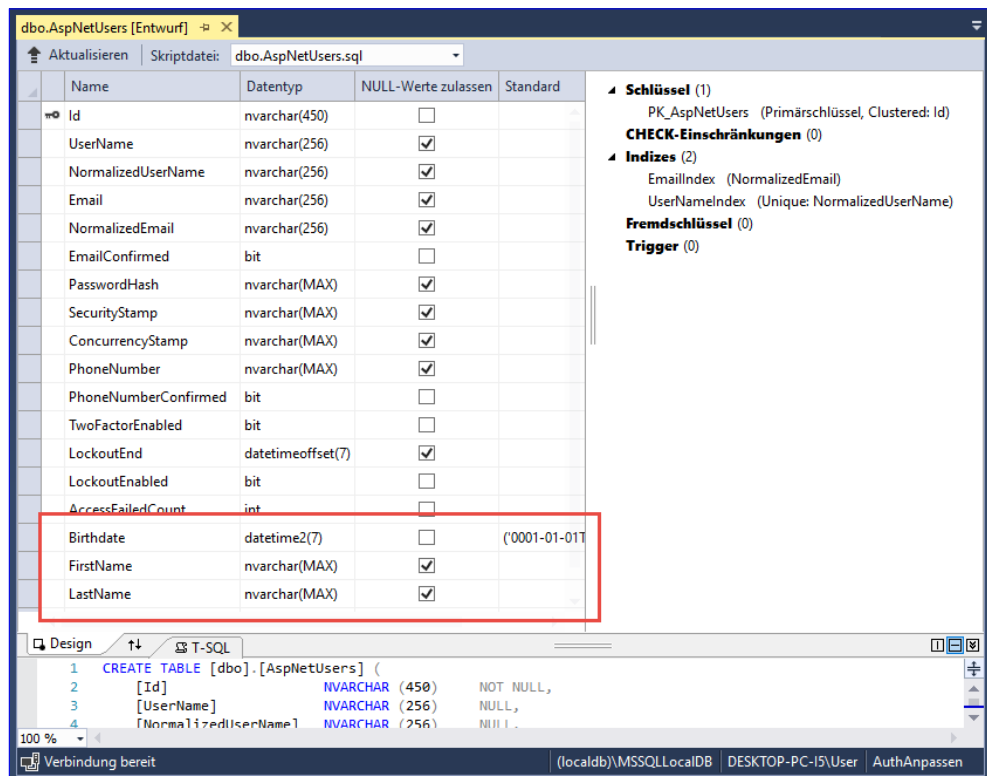 dbo.AspNetUsers [Entwurf]
Aktualisieren Skriptdatei: dbo.AspNetUsers.sql
Name Datentyp NULL-Werte zulassen Standard
Id nvarchar(450)
UserName nvarchar(256)
NormalizedUserName nvarchar(256)
Email nvarchar(256)
NormalizedEmail nvarchar(256)
EmailConfirmed bit
PasswordHash nvarchar(MAX)
SecurityStamp nvarchar(MAX)
ConcurrencyStamp nvarchar(MAX)
PhoneNumber nvarchar(MAX)
PhoneNumberConfirmed bit
TwoFactorEnabled bit
LockoutEnd datetimeoffset(7)
LockoutEnabled bit
AccessFailedCount int
Birthdate datetime2(7) ('0001-01-01T
FirstName nvarchar(MAX)
LastName nvarchar(MAX)
Schlüssel (1)
PK_AspNetUsers (Primärschlüssel, Clustered: Id)
CHECK-Einschränkungen (0)
Indizes (2)
EmailIndex (NormalizedEmail)
UserNameIndex (Unique: NormalizedUserName)
Fremdschlüssel (0)
Trigger (0)
Design T-SQL
1 CREATE TABLE [dbo].[AspNetUsers] (
2 [Id] NVARCHAR (450) NOT NULL,
3 [UserName] NVARCHAR (256) NULL,
4 [NormalizedUserName] NVARCHAR (256) NULL,
100 %
Verbindung bereit (localdb)\MSSQLLocalDB DESKTOP-PC-I5\User AuthAnpassen